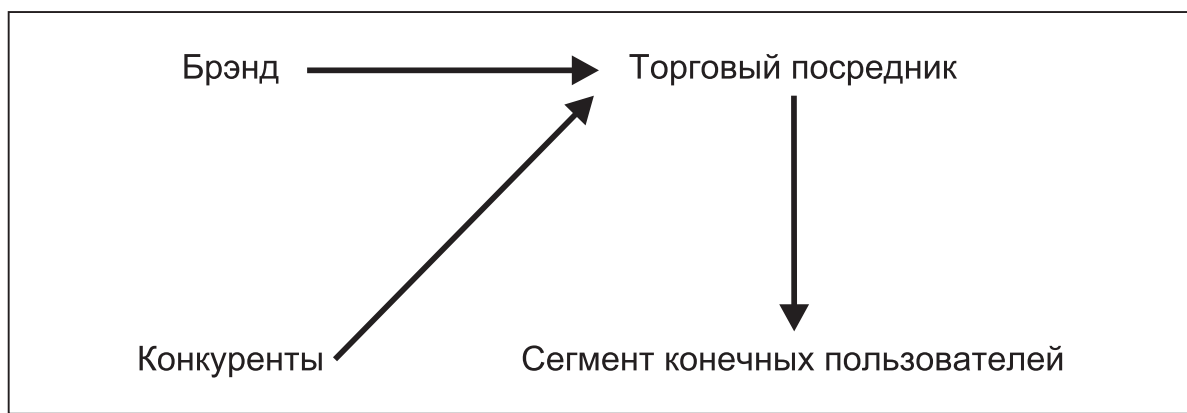 Брэнд
Торговый посредник
Конкуренты
Сегмент конечных пользователей